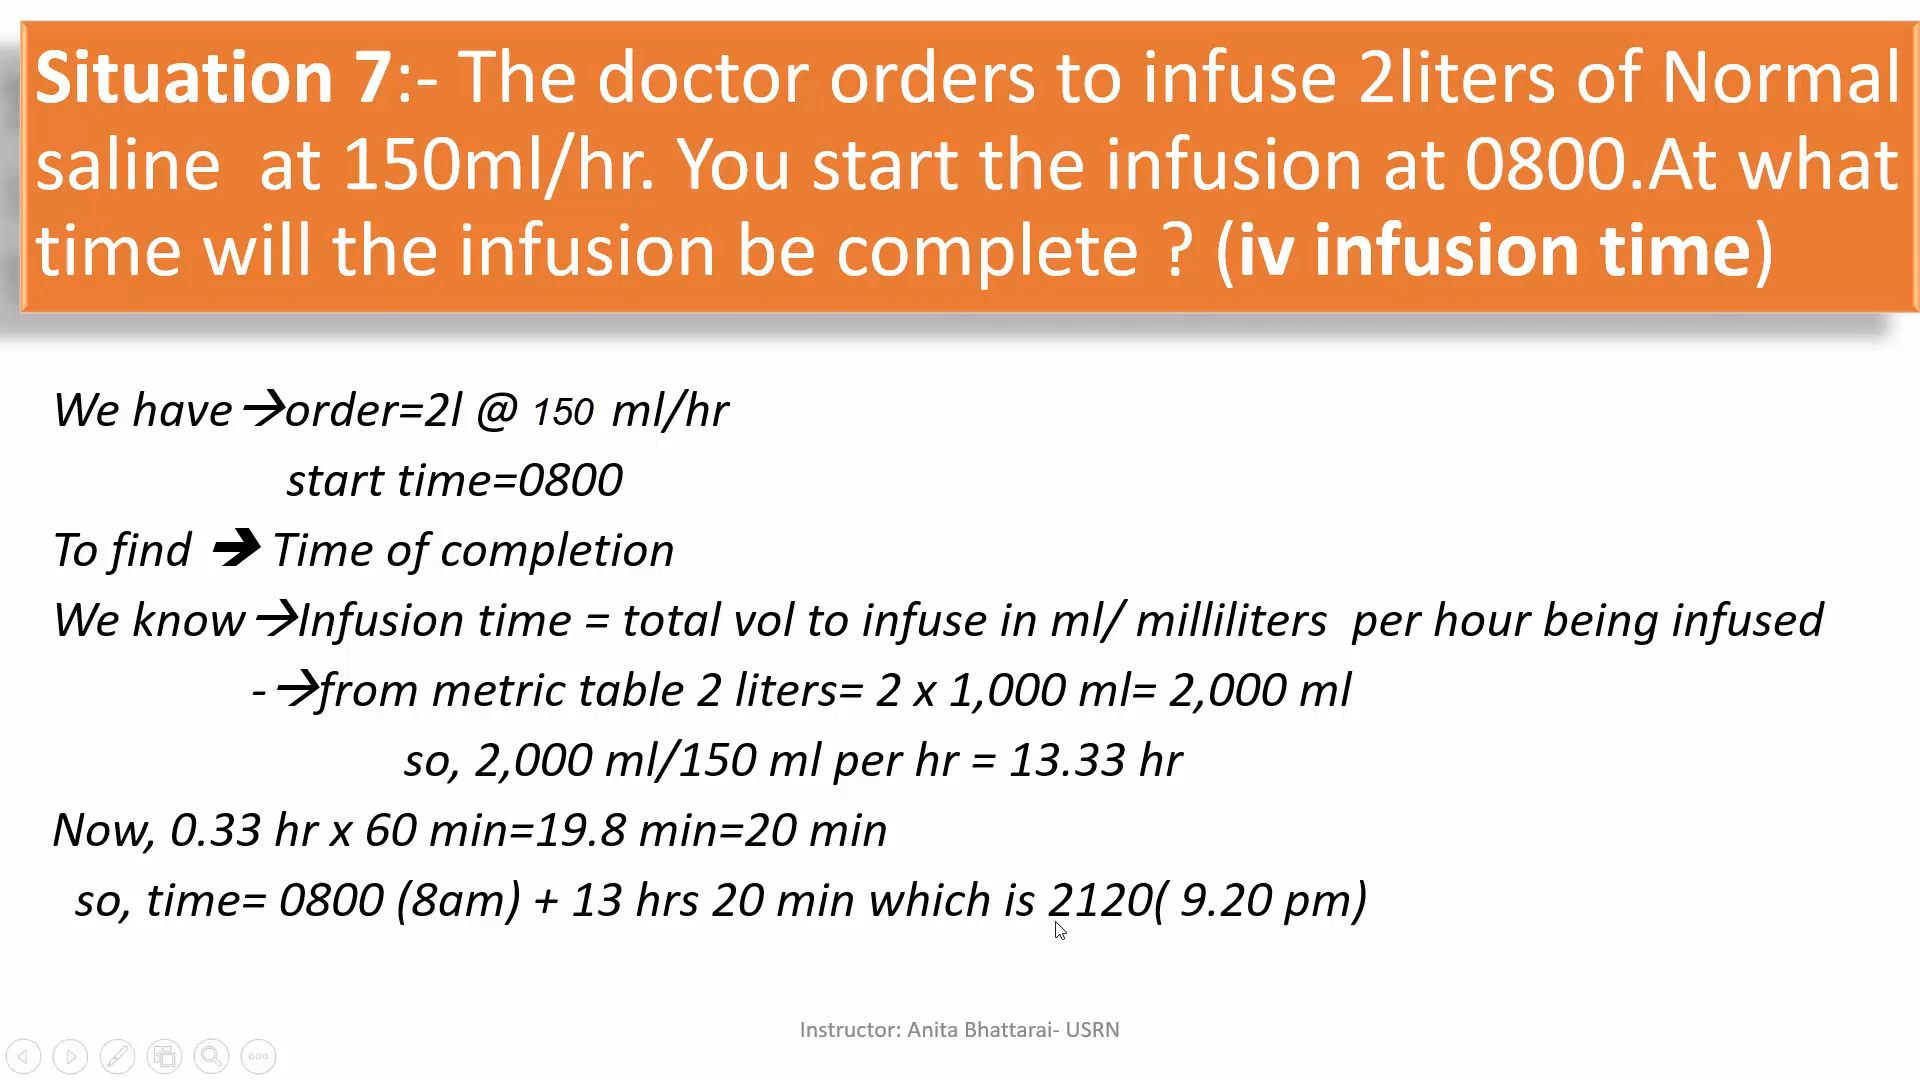 Situation 7:- The doctor orders to infuse 2liters of Normal
saline at 150ml/hr. You start the infusion at 0800.At what
time will the infusion be complete ? (iv infusion time)
We have→order=2l @ 150 ml/hr
start time=0800
To find → Time of completion
We know→Infusion time = total vol to infuse in ml/ milliliters per hour being infused
-→from metric table 2 liters= 2 x 1,000 ml= 2,000 ml
so, 2,000 ml/150 ml per hr = 13.33 hr
Now, 0.33 hr x 60 min=19.8 min=20 min
so, time= 0800 (8am) + 13 hrs 20 min which is 2120( 9.20 pm)
Instructor: Anita Bhattarai- USRN